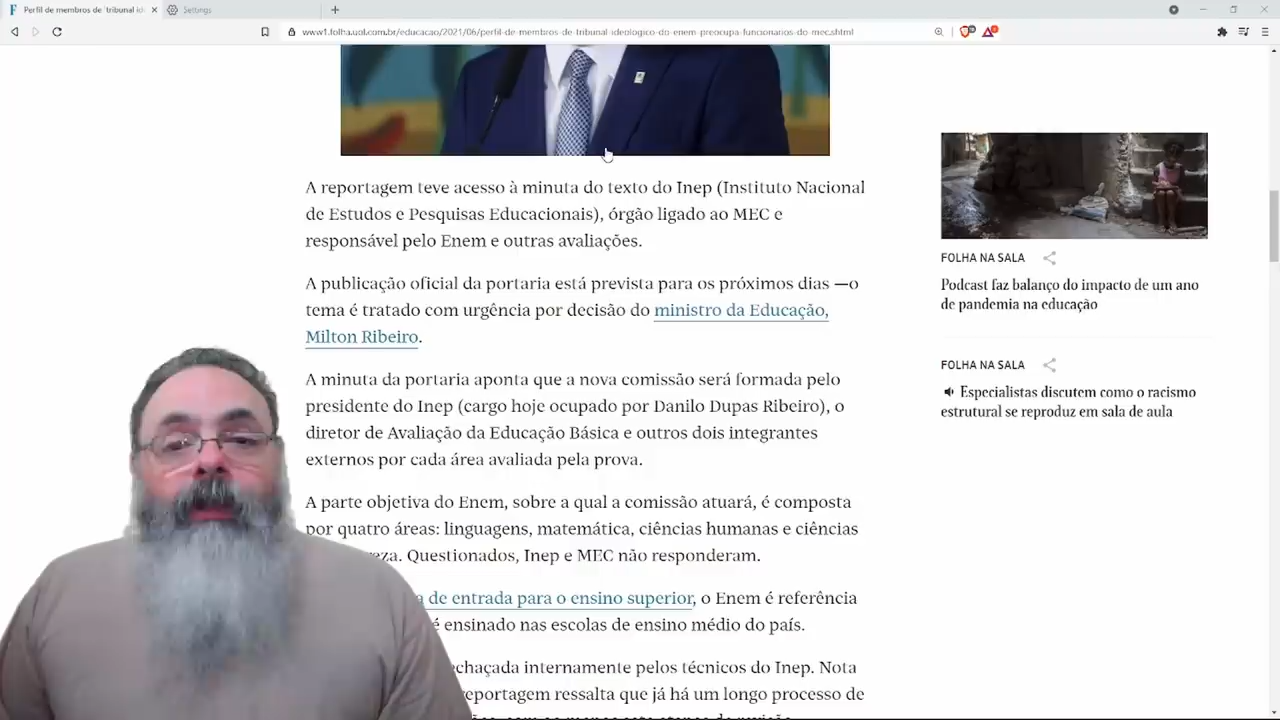 Perfil de membros de 'tribunal ide
Settings
www1.folha.uol.com.br/educacao/2021/06/perfil-de-membros-de-tribunal-ideologico-do-enem-preocupa-funcionarios-do-mec.shtml
A reportagem teve acesso à minuta do texto do Inep (Instituto Nacional
de Estudos e Pesquisas Educacionais), órgão ligado ao MEC e
responsável pelo Enem e outras avaliações.
A publicação oficial da portaria está prevista para os próximos dias —o
tema é tratado com urgência por decisão do ministro da Educação,
Milton Ribeiro.
A minuta da portaria aponta que a nova comissão será formada pelo
presidente do Inep (cargo hoje ocupado por Danilo Dupas Ribeiro), o
diretor de Avaliação da Educação Básica e outros dois integrantes
externos por cada área avaliada pela prova.
A parte objetiva do Enem, sobre a qual a comissão atuará, é composta
por quatro áreas: linguagens, matemática, ciências humanas e ciências
eza. Questionados, Inep e MEC não responderam.
de entrada para o ensino superior, o Enem é referência
é ensinado nas escolas de ensino médio do país.
echaçada internamente pelos técnicos do Inep. Nota
reportagem ressalta que já há um longo processo de
FOLHA NA SALA
Podcast faz balanço do impacto de um ano
de pandemia na educação
FOLHA NA SALA
Especialistas discutem como o racismo
estrutural se reproduz em sala de aula